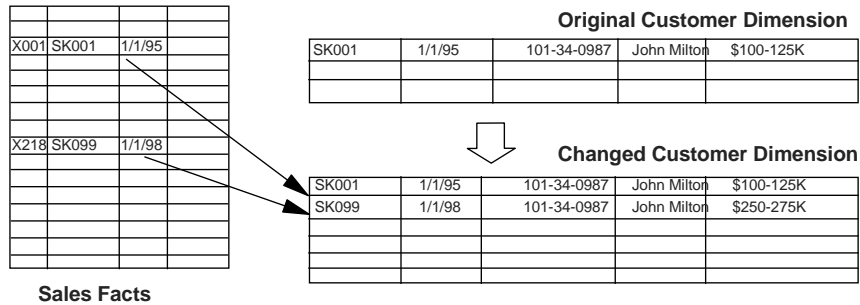 Original Customer Dimension
X001 SK001 1/1/95
SK001 1/1/95 101-34-0987 John Milton $100-125K
X218 SK099 1/1/98
Changed Customer Dimension
SK001 1/1/95 101-34-0987 John Milton $100-125K
SK099 1/1/98 101-34-0987 John Milton $250-275K
Sales Facts